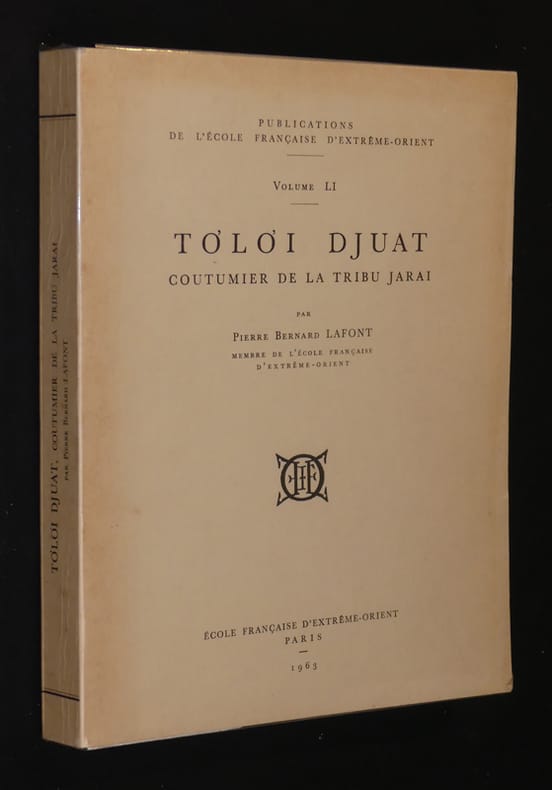 PUBLICATIONS
DE L'ÉCOLE FRANÇAISE D'EXTRÊME-ORIENT
VOLUME LI
TƠLƠI DJUAT
COUTUMIER DE LA TRIBU JARAI
PAR
PIERRE BERNARD LAFONT
MEMBRE DE L'ÉCOLE FRANÇAISE
D'EXTRÊME-ORIENT
ÉCOLE FRANÇAISE D'EXTRÊME-ORIENT
PARIS
1963
TƠLƠI DJUAT, COUTUMIER DE LA TRIBU JARAI
PAR PIERRE BERNARD LAFONT